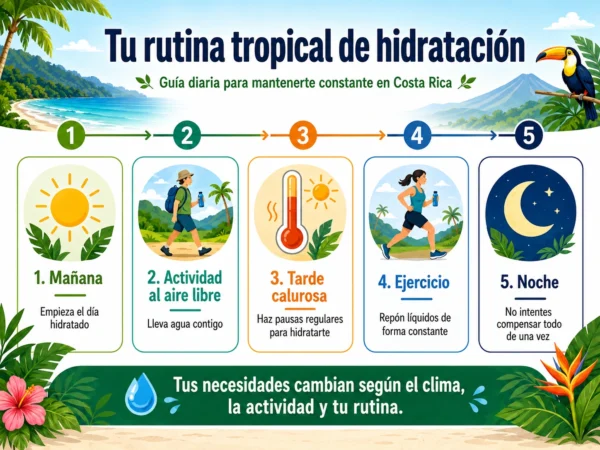 Tu rutina tropical de hidratación
Guía diaria para mantenerte constante en Costa Rica
1
2
3
4
5
1. Mañana
Empieza el día
hidratado
2. Actividad
al aire libre
Lleva agua contigo
3. Tarde
calurosa
Haz pausas regulares
para hidratarte
4. Ejercicio
Repón líquidos de
forma constante
5. Noche
No intentes
compensar todo
de una vez
Tus necesidades cambian según el clima,
la actividad y tu rutina.